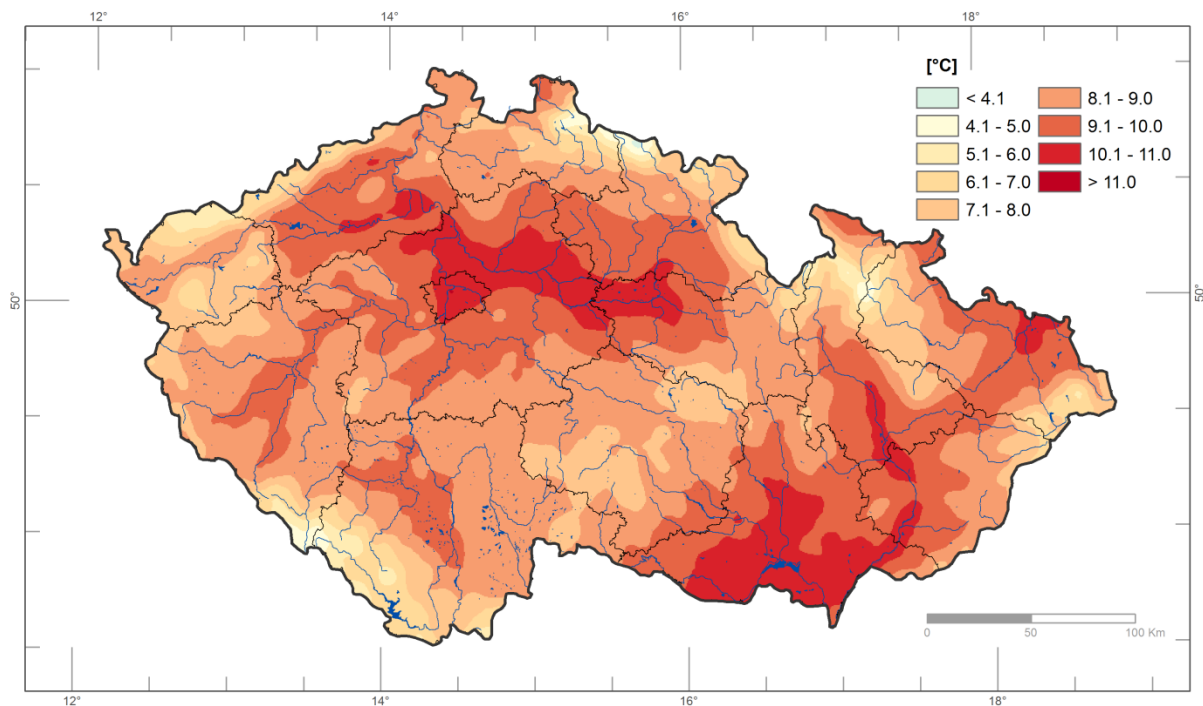 12° 14° 16° 18°
[°C]
< 4.1 8.1 - 9.0
4.1 - 5.0 9.1 - 10.0
5.1 - 6.0 10.1 - 11.0
6.1 - 7.0 > 11.0
7.1 - 8.0
50° 50°
0 50 100 Km
12° 14° 16° 18°